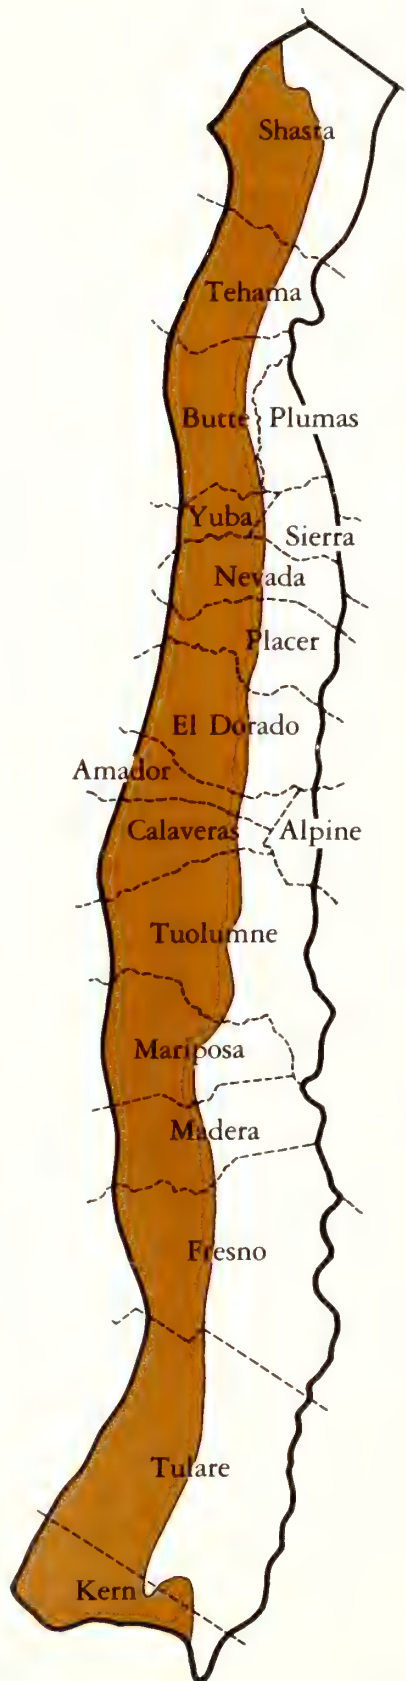 Shasta
Tehama
Butte
Plumas
Yuba
Sierra
Nevada
Placer
El Dorado
Amador
Calaveras
Alpine
Tuolumne
Mariposa
Madera
Fresno
Tulare
Kern